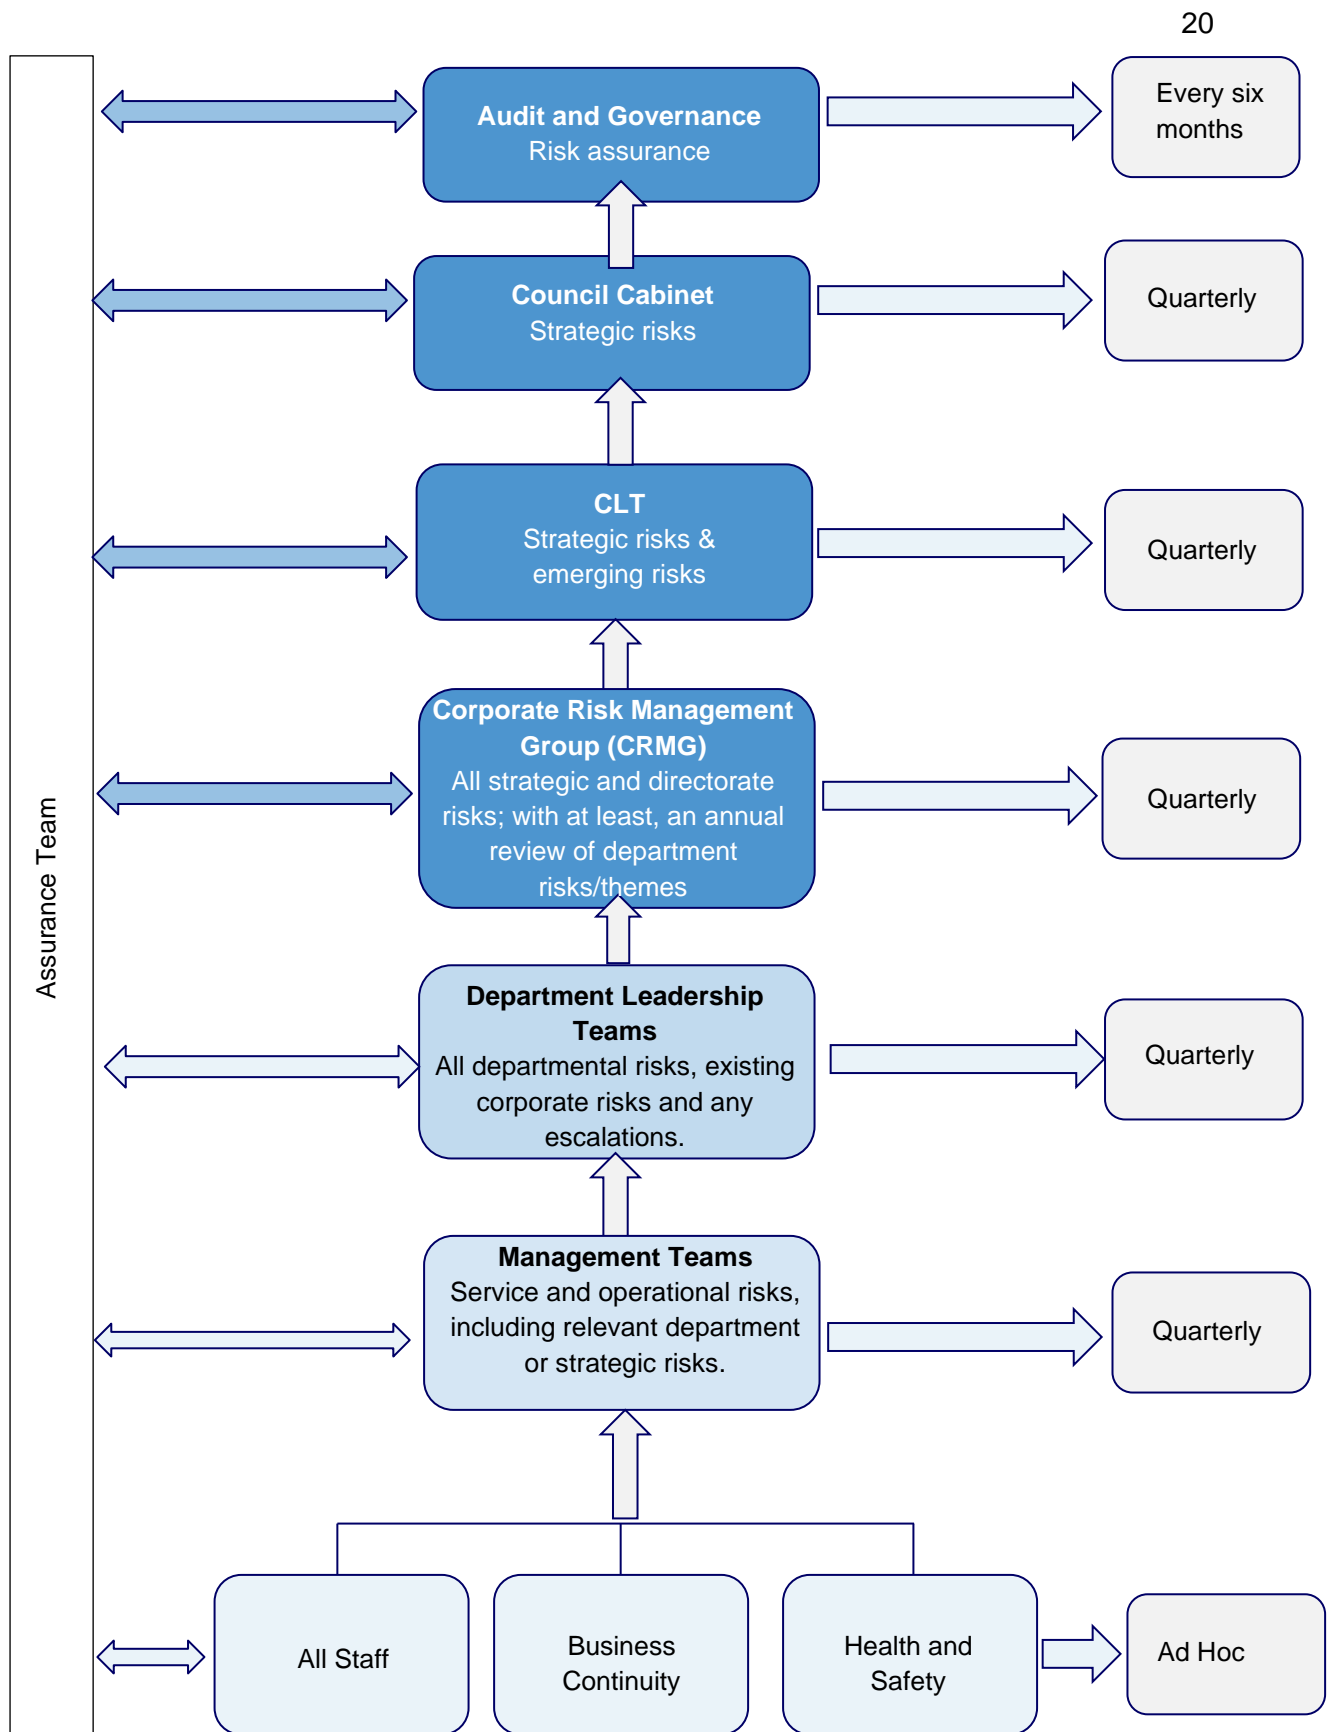 20
Audit and Governance
Risk assurance
Every six
months
Council Cabinet
Strategic risks
Quarterly
CLT
Strategic risks &
emerging risks
Quarterly
Corporate Risk Management
Group (CRMG)
All strategic and directorate
risks; with at least, an annual
review of department
risks/themes
Quarterly
Assurance Team
Department Leadership
Teams
All departmental risks, existing
corporate risks and any
escalations.
Quarterly
Management Teams
Service and operational risks,
including relevant department
or strategic risks.
Quarterly
All Staff
Business
Continuity
Health and
Safety
Ad Hoc